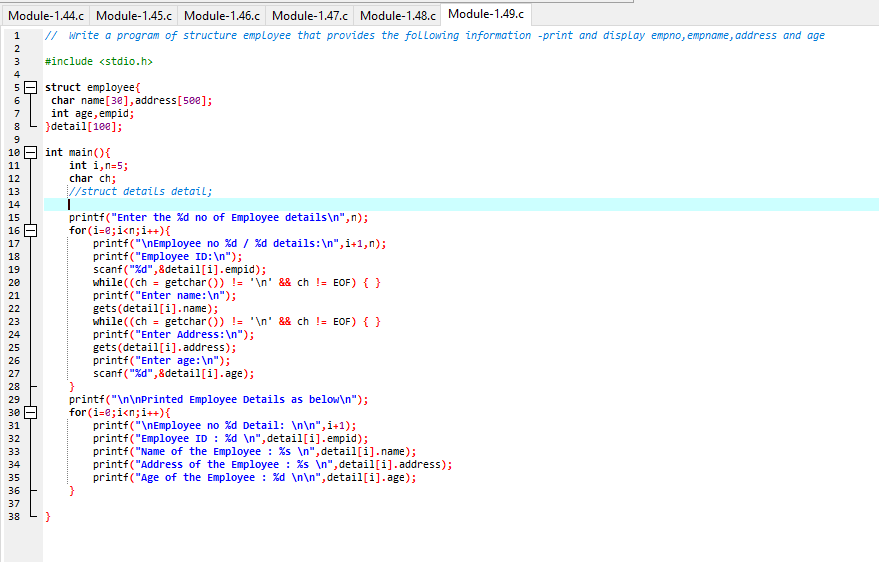 Module-1.44.c Module-1.45.c Module-1.46.c Module-1.47.c Module-1.48.c Module-1.49.c
1 // Write a program of structure employee that provides the following information -print and display empno,empname,address and age
2
3 #include <stdio.h>
4
5 struct employee{
6 char name[30],address[500];
7 int age,empid;
8 }detail[100];
9
10 int main(){
11 int i,n=5;
12 char ch;
13 //struct details detail;
14
15 printf("Enter the %d no of Employee details\n",n);
16 for(i=0;i<n;i++){
17 printf("\nEmployee no %d / %d details:\n",i+1,n);
18 printf("Employee ID:\n");
19 scanf("%d",&detail[i].empid);
20 while((ch = getchar()) != '\n' && ch != EOF) { }
21 printf("Enter name:\n");
22 gets(detail[i].name);
23 while((ch = getchar()) != '\n' && ch != EOF) { }
24 printf("Enter Address:\n");
25 gets(detail[i].address);
26 printf("Enter age:\n");
27 scanf("%d",&detail[i].age);
28 }
29 printf("\n\nPrinted Employee Details as below\n");
30 for(i=0;i<n;i++){
31 printf("\nEmployee no %d Detail: \n\n",i+1);
32 printf("Employee ID : %d \n",detail[i].empid);
33 printf("Name of the Employee : %s \n",detail[i].name);
34 printf("Address of the Employee : %s \n",detail[i].address);
35 printf("Age of the Employee : %d \n\n",detail[i].age);
36 }
37
38 }